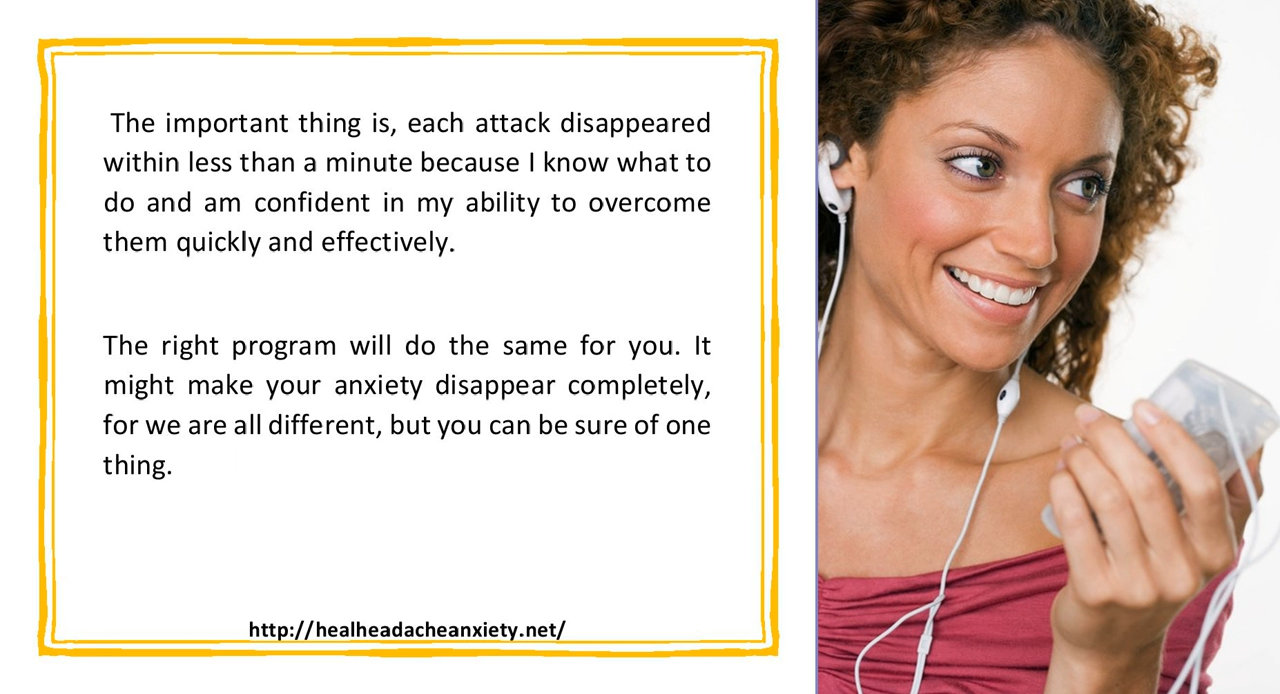 The important thing is, each attack disappeared
within less than a minute because I know what to
do and am confident in my ability to overcome
them quickly and effectively.
The right program will do the same for you. It
might make your anxiety disappear completely,
for we are all different, but you can be sure of one
thing.
http://healheadacheanxiety.net/